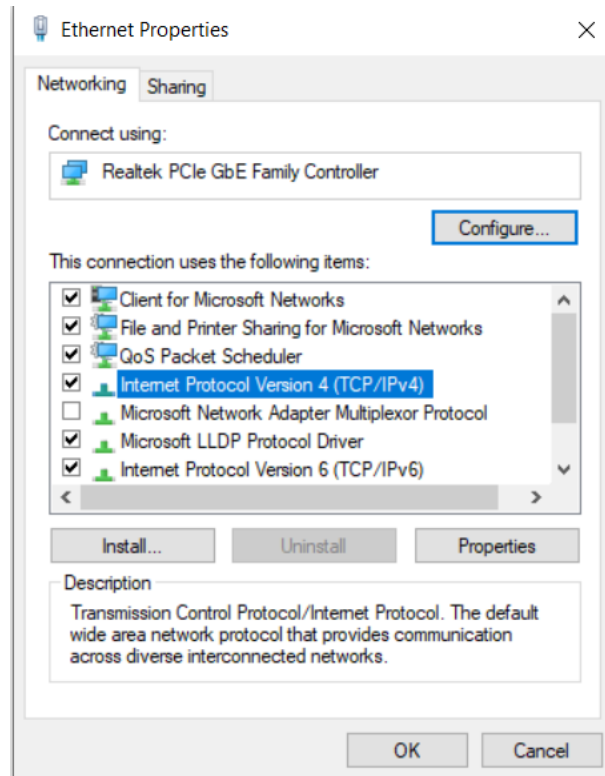 Ethernet Properties
Networking
Sharing
Connect using:
Realtek PCIe GbE Family Controller
Configure...
This connection uses the following items:
Client for Microsoft Networks
File and Printer Sharing for Microsoft Networks
QoS Packet Scheduler
Internet Protocol Version 4 (TCP/IPv4)
Microsoft Network Adapter Multiplexor Protocol
Microsoft LLDP Protocol Driver
Internet Protocol Version 6 (TCP/IPv6)
Install...
Uninstall
Properties
Description
Transmission Control Protocol/Internet Protocol. The default
wide area network protocol that provides communication
across diverse interconnected networks.
OK
Cancel